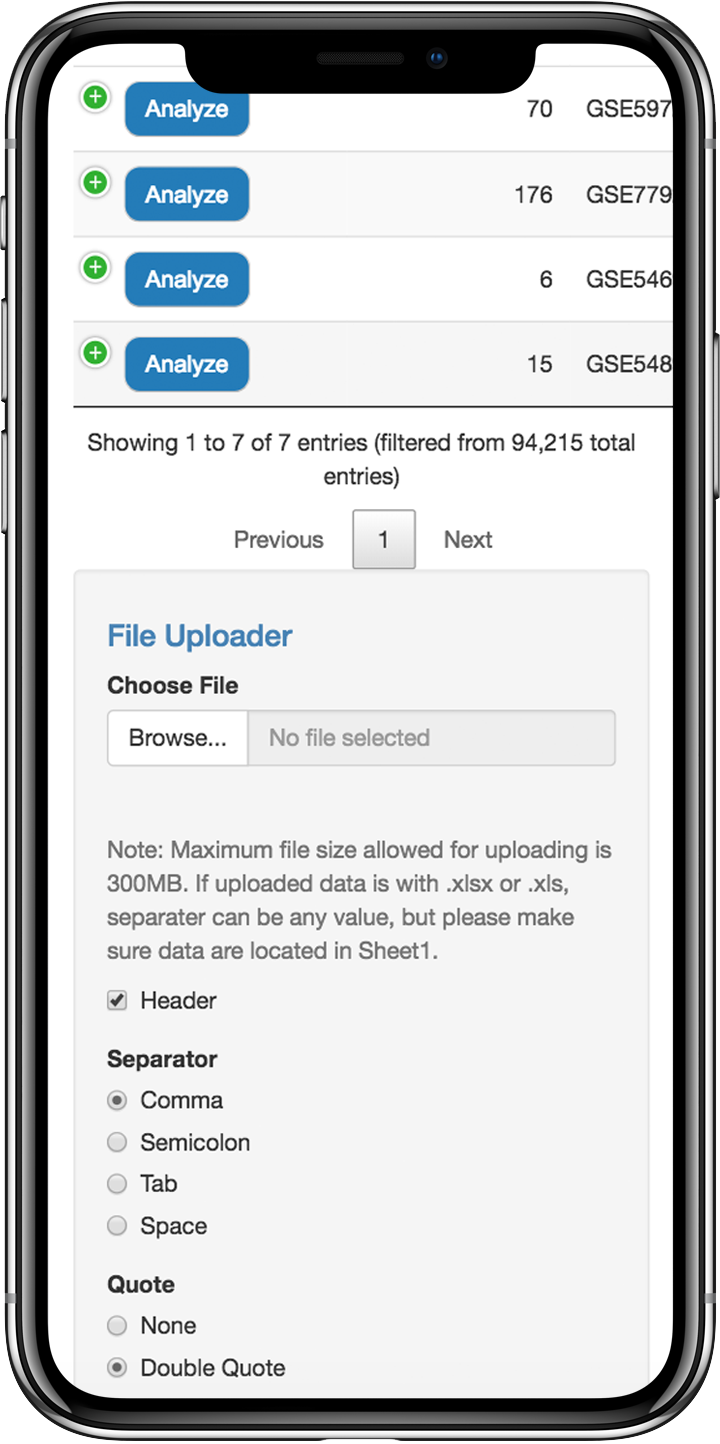 Analyze 70 GSE597
Analyze 176 GSE779
Analyze 6 GSE546
Analyze 15 GSE548
Showing 1 to 7 of 7 entries (filtered from 94,215 total
entries)
Previous 1 Next
File Uploader
Choose File
Browse... No file selected
Note: Maximum file size allowed for uploading is
300MB. If uploaded data is with .xlsx or .xls,
separater can be any value, but please make
sure data are located in Sheet1.
Header
Separator
Comma
Semicolon
Tab
Space
Quote
None
Double Quote